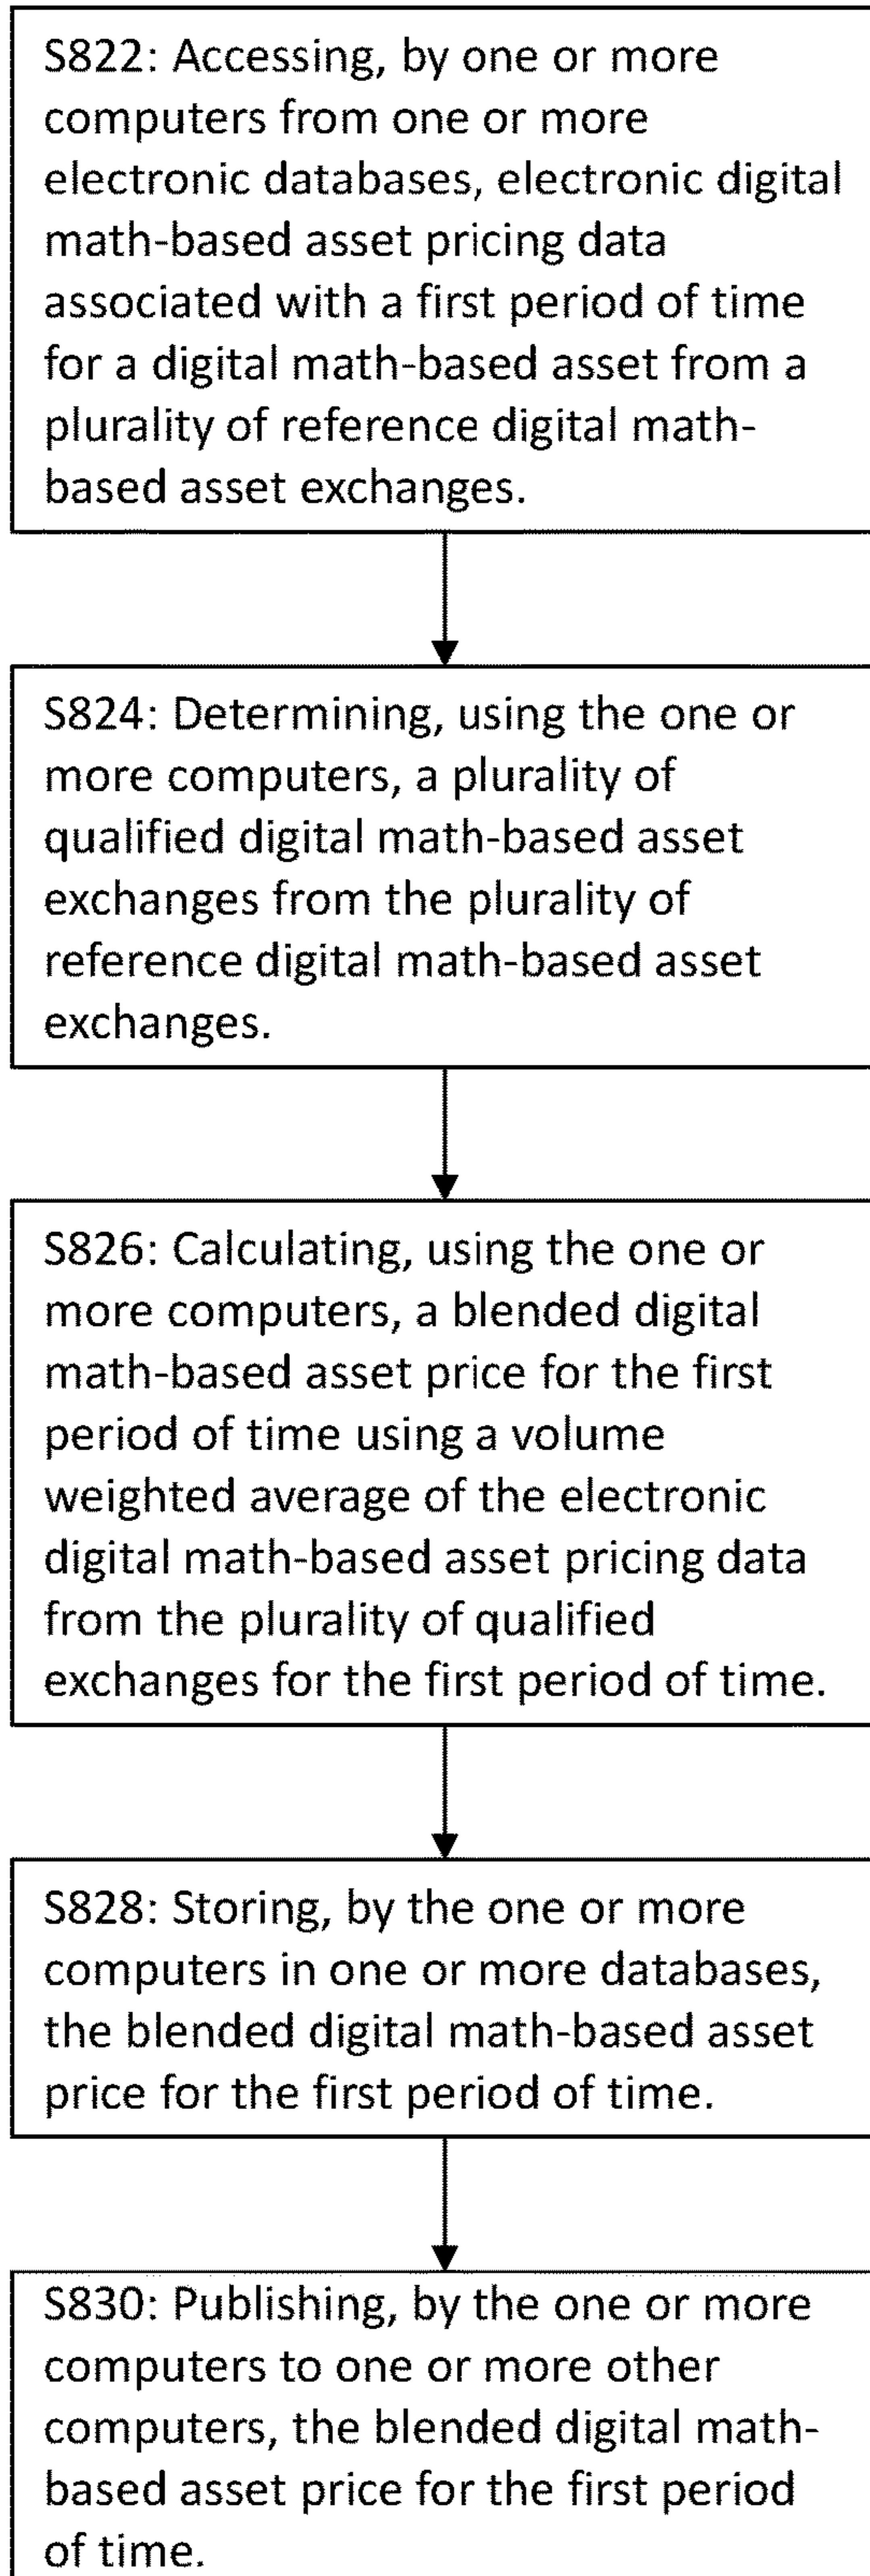 S822: Accessing, by one or more
computers from one or more
electronic databases, electronic digital
math-based asset pricing data
associated with a first period of time
for a digital math-based asset from a
plurality of reference digital math-
based asset exchanges.
S824: Determining, using the one or
more computers, a plurality of
qualified digital math-based asset
exchanges from the plurality of
reference digital math-based asset
exchanges.
S826: Calculating, using the one or
more computers, a blended digital
math-based asset price for the first
period of time using a volume
weighted average of the electronic
digital math-based asset pricing data
from the plurality of qualified
exchanges for the first period of time.
S828: Storing, by the one or more
computers in one or more databases,
the blended digital math-based asset
price for the first period of time.
S830: Publishing, by the one or more
computers to one or more other
computers, the blended digital math-
based asset price for the first period
of time.